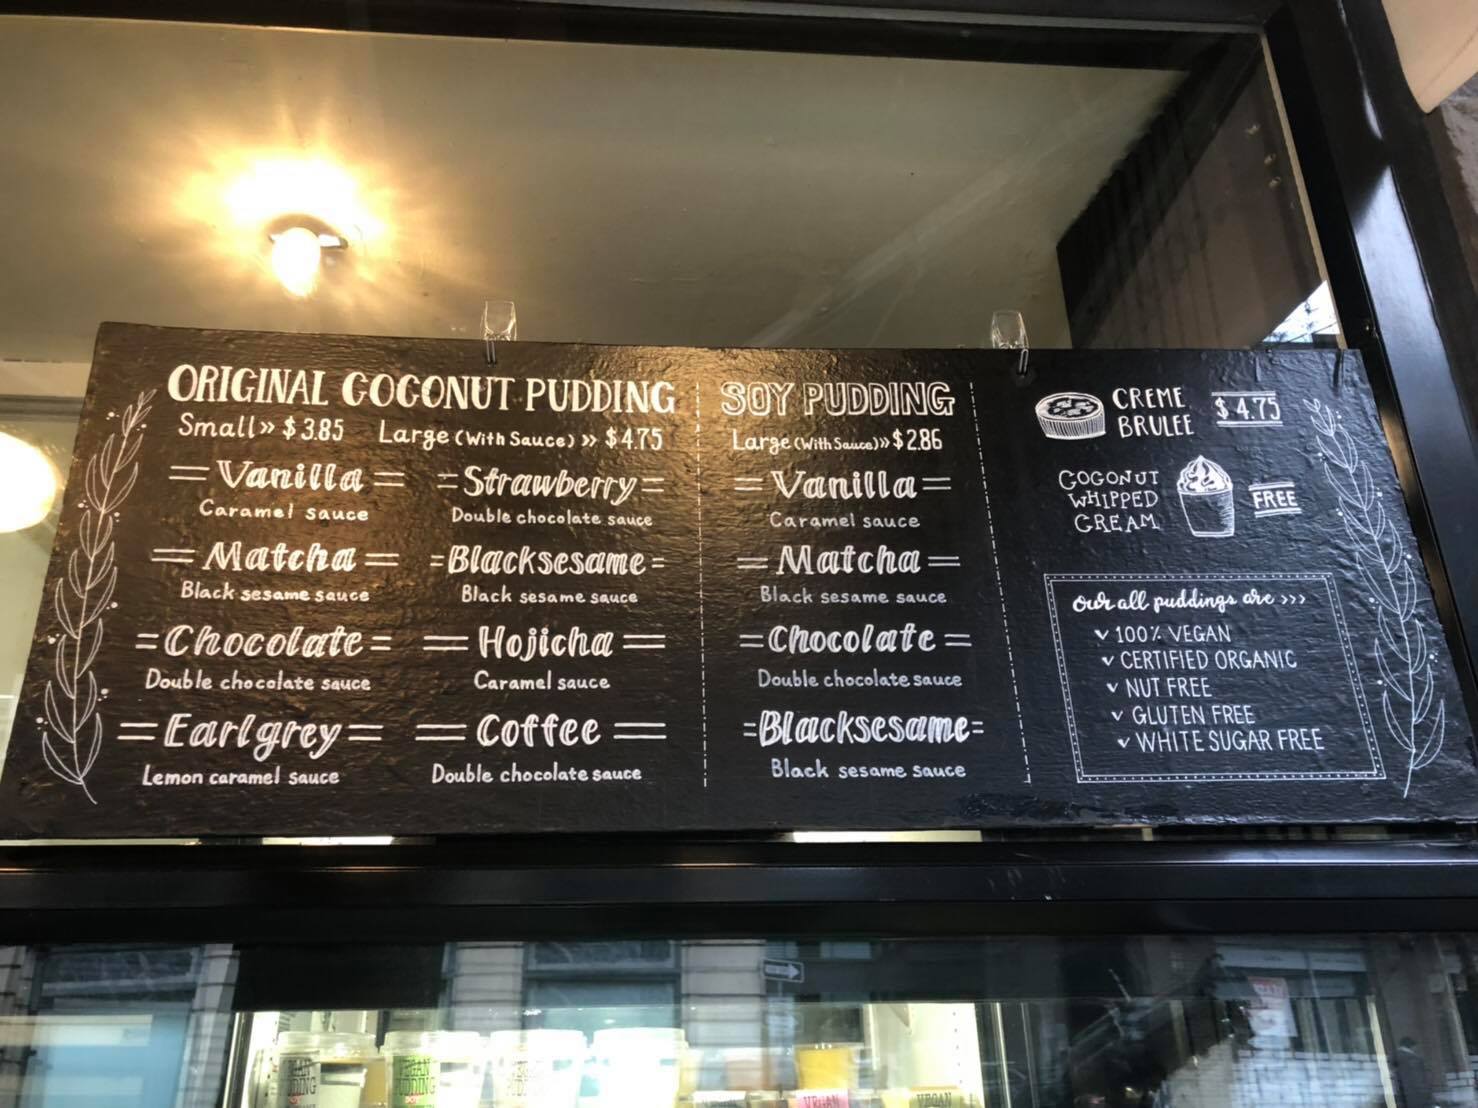 ORIGINAL COCONUT PUDDING
Small>> $3.85 Large (With Sauce) >> $4.75
Vanilla
Caramel sauce
Strawberry
Double chocolate sauce
Matcha
Black sesame sauce
Blacksesame
Black sesame sauce
Chocolate
Double chocolate sauce
Hojicha
Caramel sauce
Earlgrey
Lemon caramel sauce
Coffee
Double chocolate sauce
SOY PUDDING
Large (With Sauce)>> $2.86
Vanilla
Caramel sauce
Matcha
Black sesame sauce
Chocolate
Double chocolate sauce
Blacksesame
Black sesame sauce
CREME
BRULEE
$4.75
COCONUT
WHIPPED
CREAM
FREE
Our all puddings are >>>
100% VEGAN
CERTIFIED ORGANIC
NUT FREE
GLUTEN FREE
WHITE SUGAR FREE
VEGAN
PUDDING
VEGAN
VEGAN